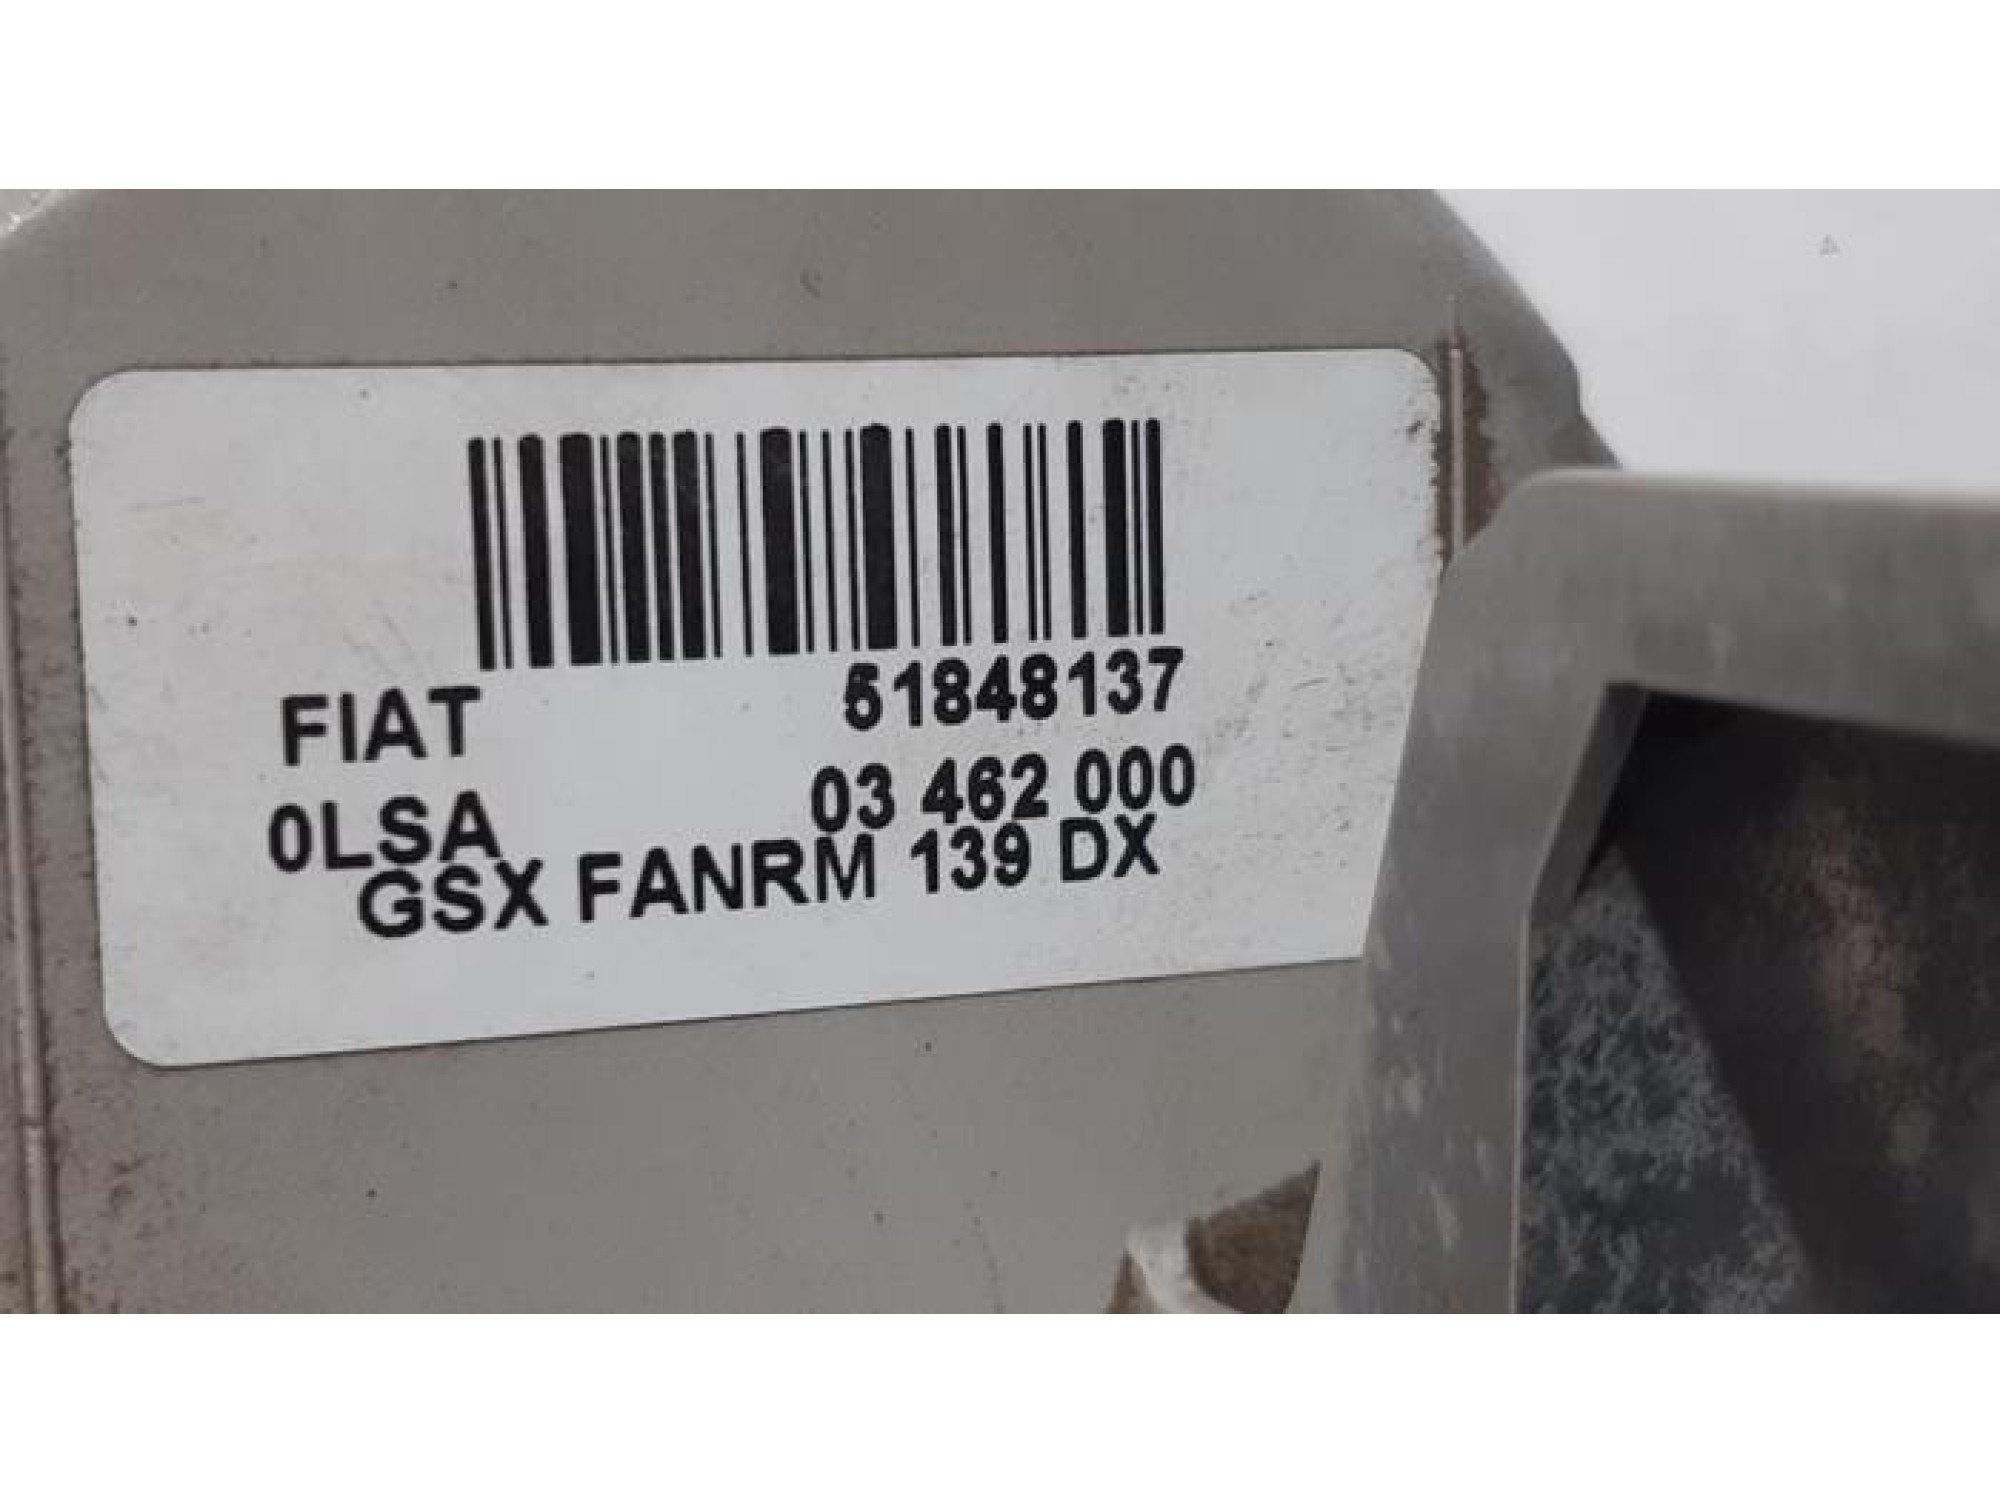 51848137
FIAT
03 462 000
0LSA
GSX FANRM 139 DX